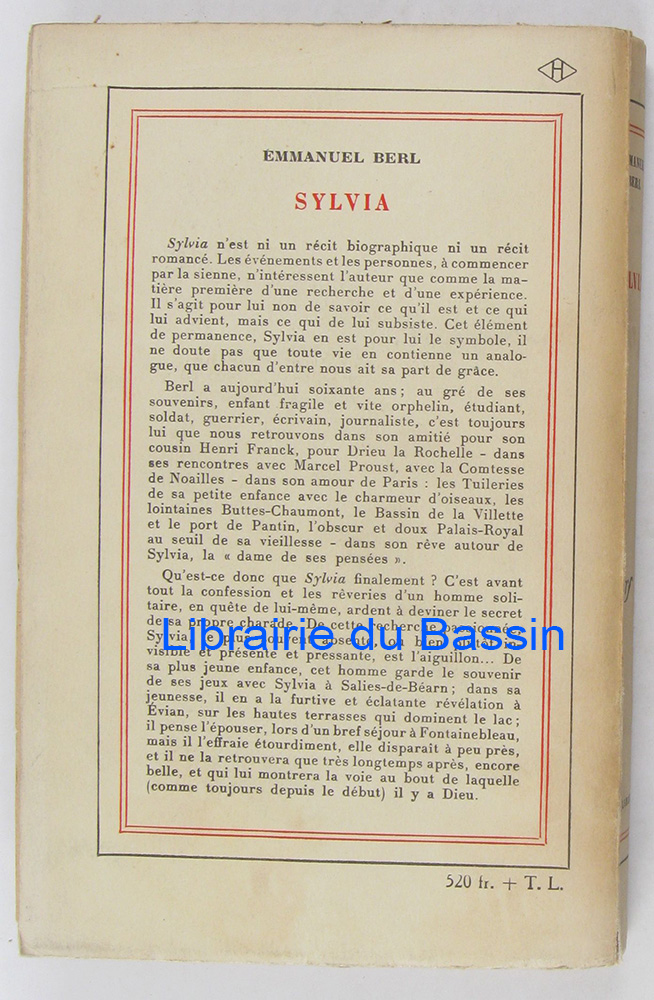 H
EMMANUEL BERL
SYLVIA
Sylvia n'est ni un récit biographique ni un récit
romancé. Les événements et les personnes, à commencer
par la sienne, n'intéressent l'auteur que comme la ma-
tière première d'une recherche et d'une expérience.
Il s'agit pour lui non de savoir ce qu'il est et ce qui
lui advient, mais ce qui de lui subsiste. Cet élément
de permanence, Sylvia en est pour lui le symbole, il
ne doute pas que toute vie en contienne un analo-
gue, que chacun d'entre nous ait sa part de grâce.
Berl a aujourd'hui soixante ans ; au gré de ses
souvenirs, enfant fragile et vite orphelin, étudiant,
soldat, guerrier, écrivain, journaliste, c'est toujours
lui que nous retrouvons dans son amitié pour son
cousin Henri Franck, pour Drieu la Rochelle - dans
ses rencontres avec Marcel Proust, avec la Comtesse
de Noailles - dans son amour de Paris : les Tuileries
de sa petite enfance avec le charmeur d'oiseaux, les
lointaines Buttes-Chaumont, le Bassin de la Villette
et le port de Pantin, l'obscur et doux Palais-Royal
au seuil de sa vieillesse - dans son rêve autour de
Sylvia, la « dame de ses pensées ».
Qu'est-ce donc que Sylvia finalement ? C'est avant
tout la confession et les rêveries d'un homme soli-
taire, en quête de lui-même, ardent à deviner le secret
de sa propre charade. De cette recherche
Sylvia, le plus souvent absente, ou bien
visible et présente et pressante, est l'aiguillon... De
sa plus jeune enfance, cet homme garde le souvenir
de ses jeux avec Sylvia à Salies-de-Béarn ; dans sa
jeunesse, il en a la furtive et éclatante révélation à
Évian, sur les hautes terrasses qui dominent le lac ;
il pense l'épouser, lors d'un bref séjour à Fontainebleau,
mais il l'effraie étourdiment, elle disparaît à peu près,
et il ne la retrouvera que très longtemps après, encore
belle, et qui lui montrera la voie au bout de laquelle
(comme toujours depuis le début) il y a Dieu.
Librairie du Bassin
520 fr. + T. L.
BERL